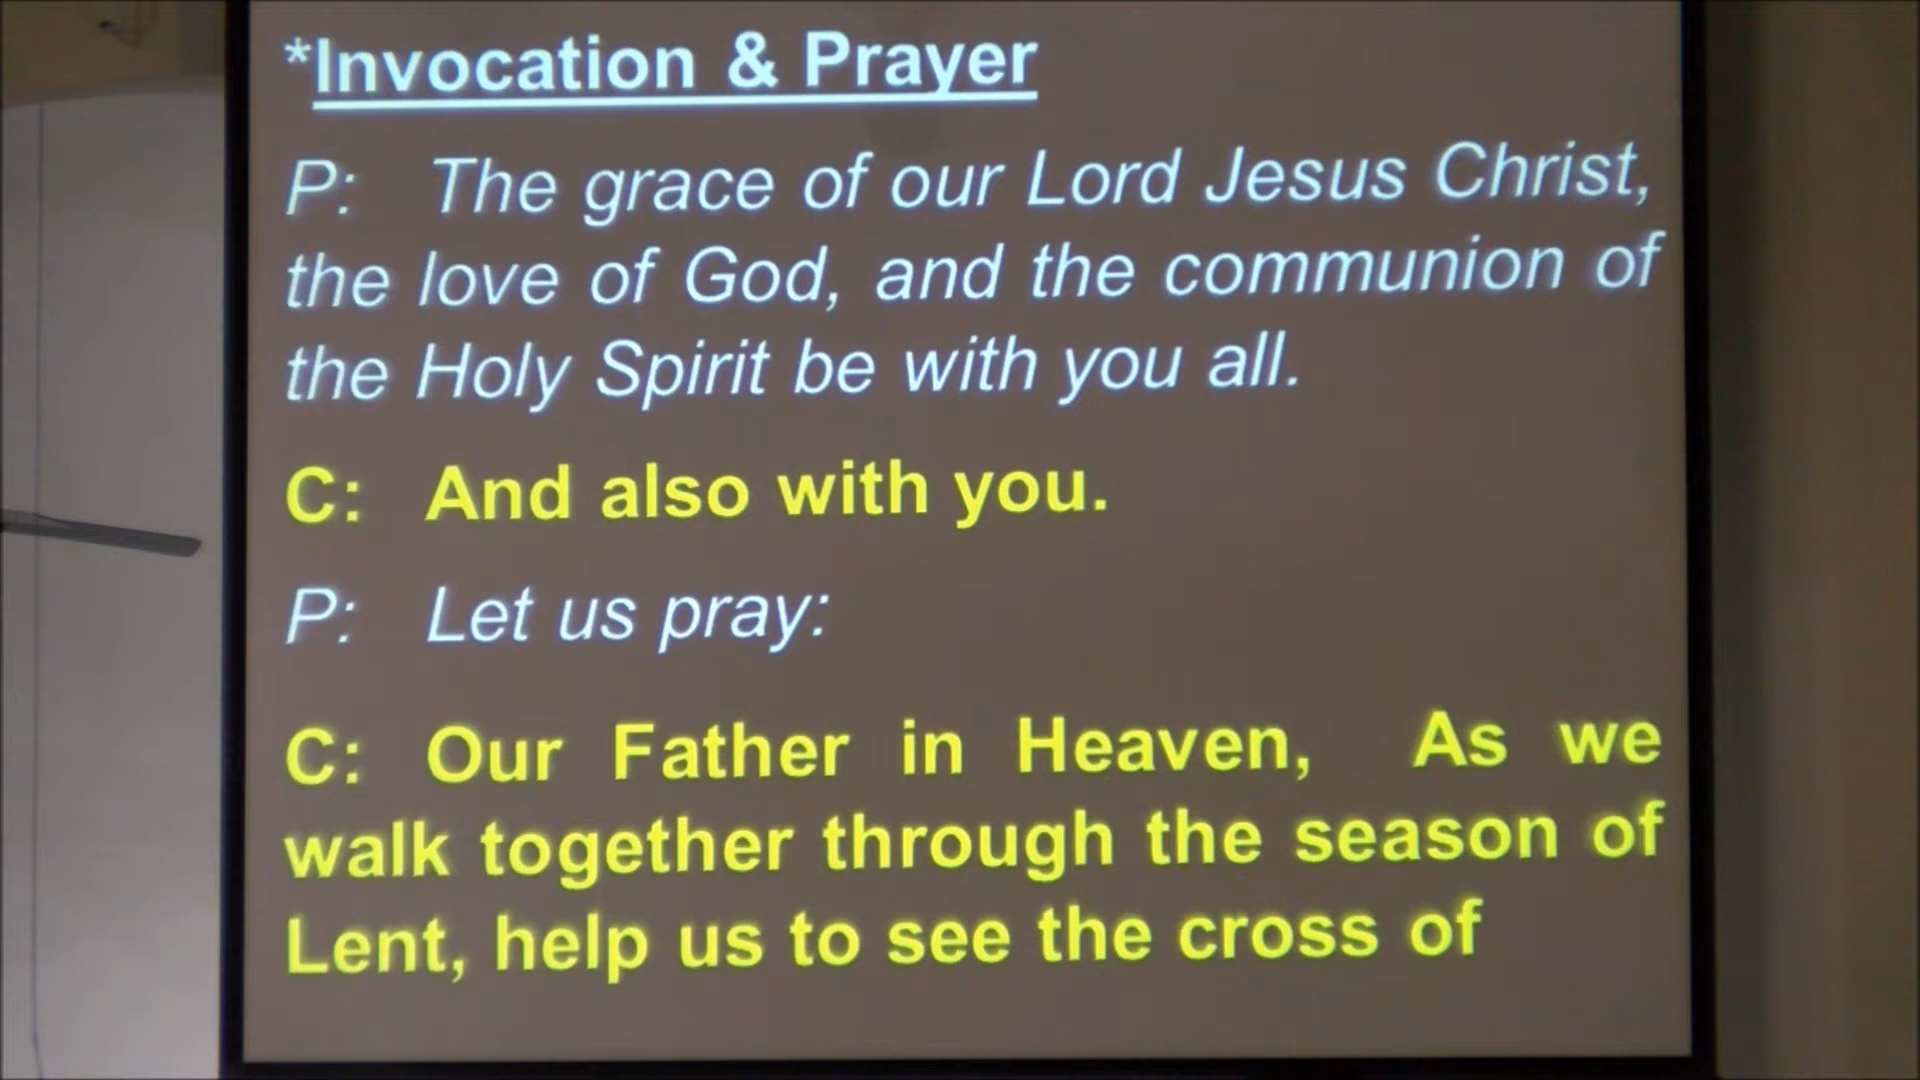 *Invocation & Prayer
P: The grace of our Lord Jesus Christ,
the love of God, and the communion of
the Holy Spirit be with you all.
C: And also with you.
P: Let us pray:
C: Our Father in Heaven, As we
walk together through the season of
Lent, help us to see the cross of